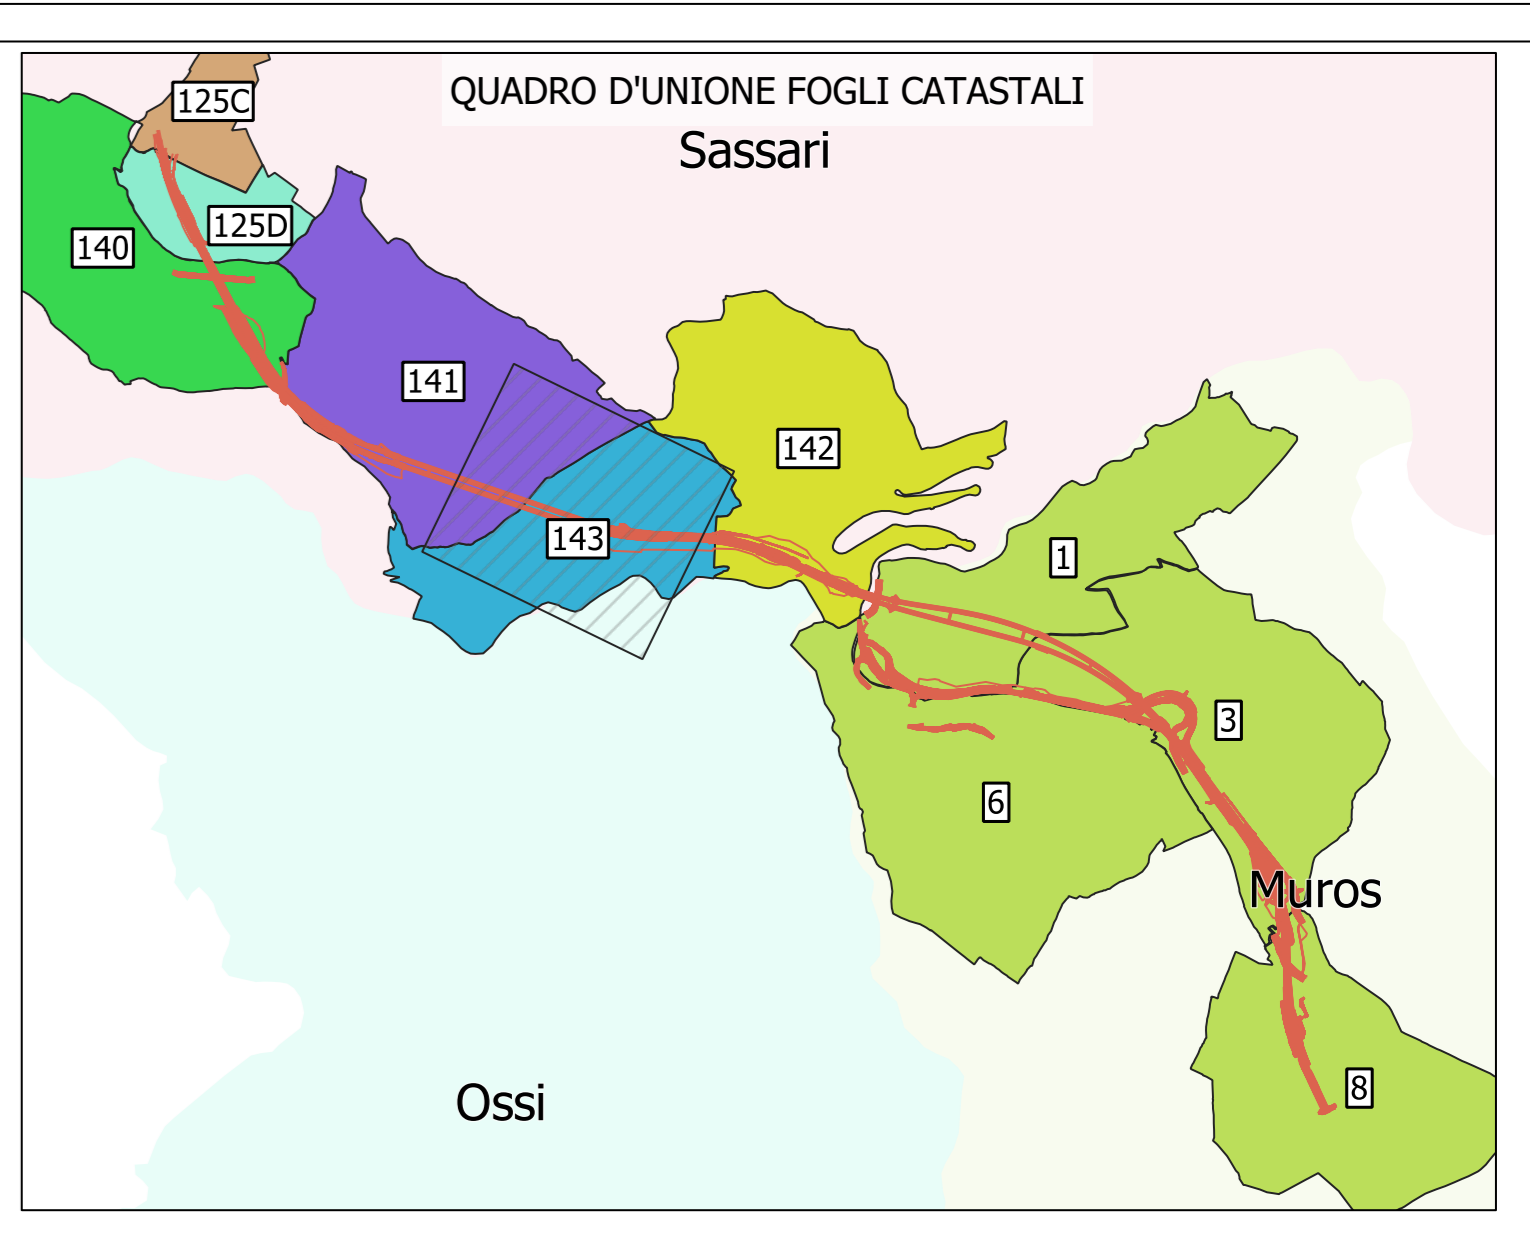 125C
QUADRO D'UNIONE FOGLI CATASTALI
Sassari
125D
140
141
142
143
1
3
6
Muros
8
Ossi